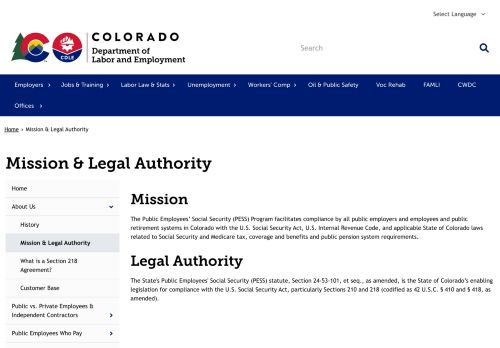 Select Language
COLORADO
Department of
Labor and Employment
CDLE
Search
Employers
Jobs & Training
Labor Law & Stats
Unemployment
Workers' Comp
Oil & Public Safety
Voc Rehab
FAMLI
CWDC
Offices
Home › Mission & Legal Authority
Mission & Legal Authority
Home
About Us
History
Mission & Legal Authority
What is a Section 218
Agreement?
Customer Base
Public vs. Private Employees &
Independent Contractors
Public Employees Who Pay
Mission
The Public Employees' Social Security (PESS) Program facilitates compliance by all public employers and employees and public
retirement systems in Colorado with the U.S. Social Security Act, U.S. Internal Revenue Code, and applicable State of Colorado laws
related to Social Security and Medicare tax, coverage and benefits and public pension system requirements.
Legal Authority
The State's Public Employees' Social Security (PESS) statute, Section 24-53-101, et seq., as amended, is the State of Colorado's enabling
legislation for compliance with the U.S. Social Security Act, particularly Sections 210 and 218 (codified as 42 U.S.C. § 410 and § 418, as
amended).